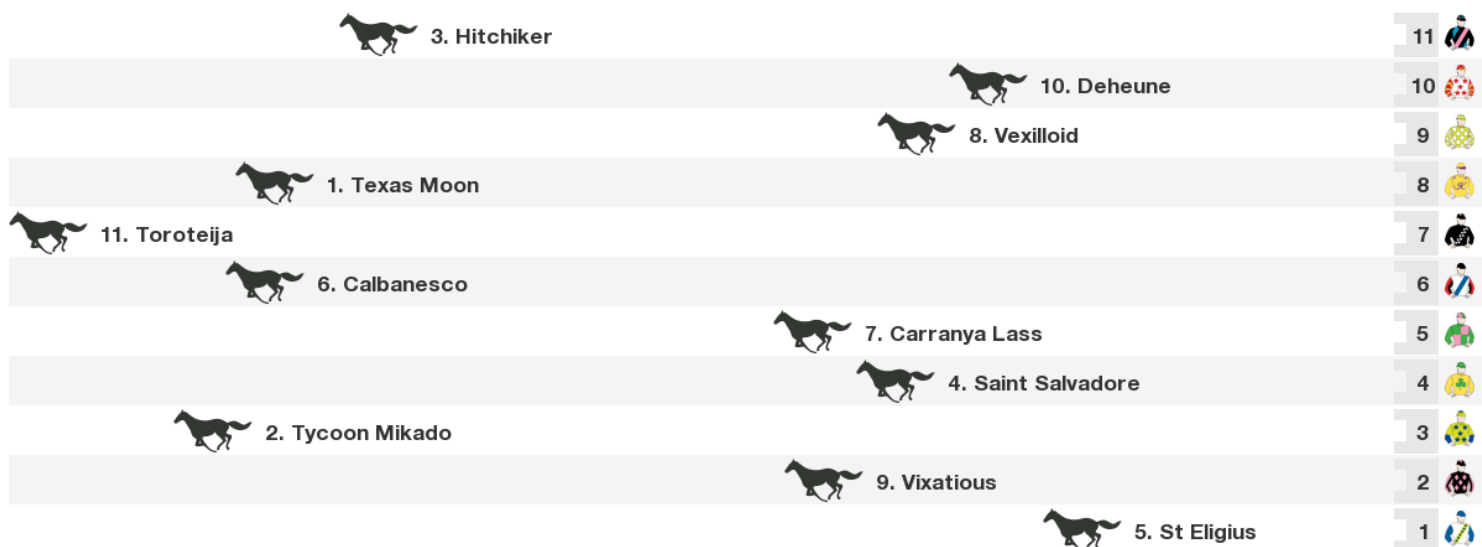 3. Hitchiker 11
10. Deheune 10
8. Vexilloid 9
1. Texas Moon 8
11. Toroteija 7
6. Calbanesco 6
7. Carranya Lass 5
4. Saint Salvadore 4
2. Tycoon Mikado 3
9. Vixatious 2
5. St Eligius 1